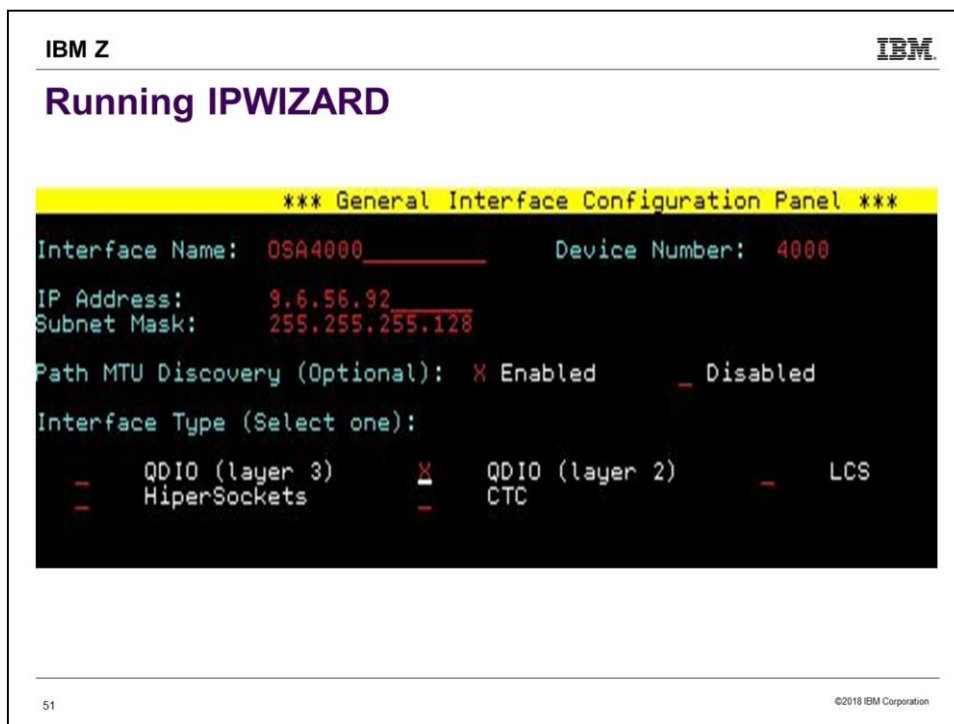 IBM Z
IBM
Running IPWIZARD
*** General Interface Configuration Panel ***
Interface Name: OSA4000________ Device Number: 4000
IP Address: 9.6.56.92_____
Subnet Mask: 255.255.255.128
Path MTU Discovery (Optional): X Enabled _ Disabled
Interface Type (Select one):
_ QDIO (layer 3) X QDIO (layer 2) _ LCS
_ HiperSockets _ CTC
51
©2018 IBM Corporation